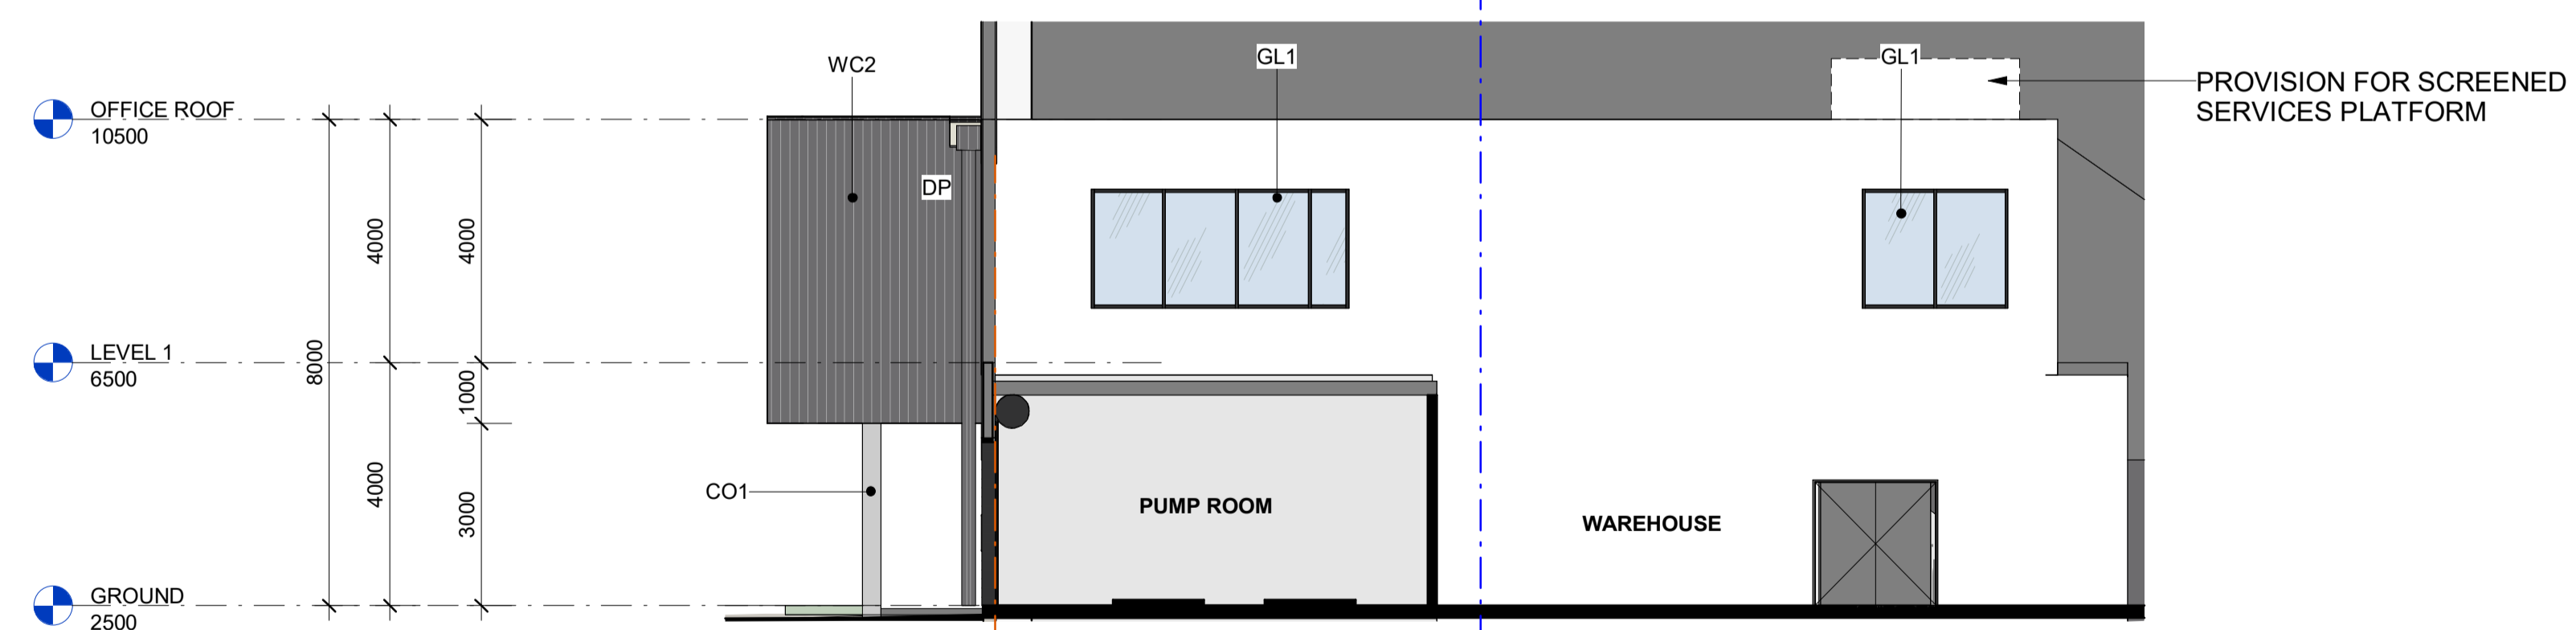 WC2
GL1
GL1
PROVISION FOR SCREENED
SERVICES PLATFORM
OFFICE ROOF
10500
DP
4000
4000
LEVEL 1
6500
8000
1000
4000
3000
CO1
PUMP ROOM
WAREHOUSE
GROUND
2500